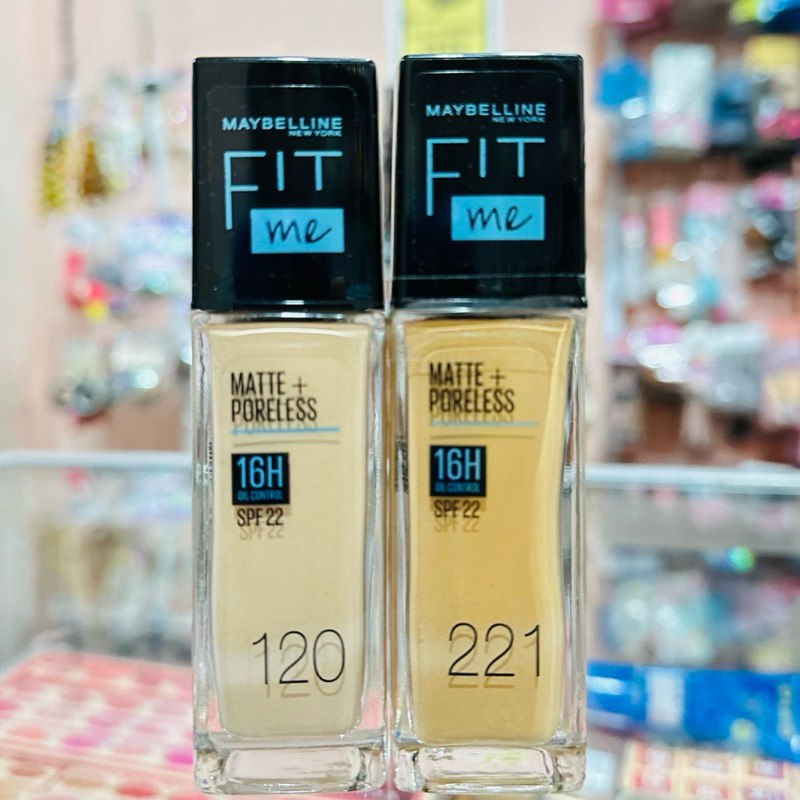 MAYBELLINE
NEW YORK
FIT
me
MATTE +
PORELESS
16H
OIL CONTROL
SPF 22
120
MAYBELLINE
NEW YORK
FIT
me
MATTE +
PORELESS
16H
OIL CONTROL
SPF 22
221